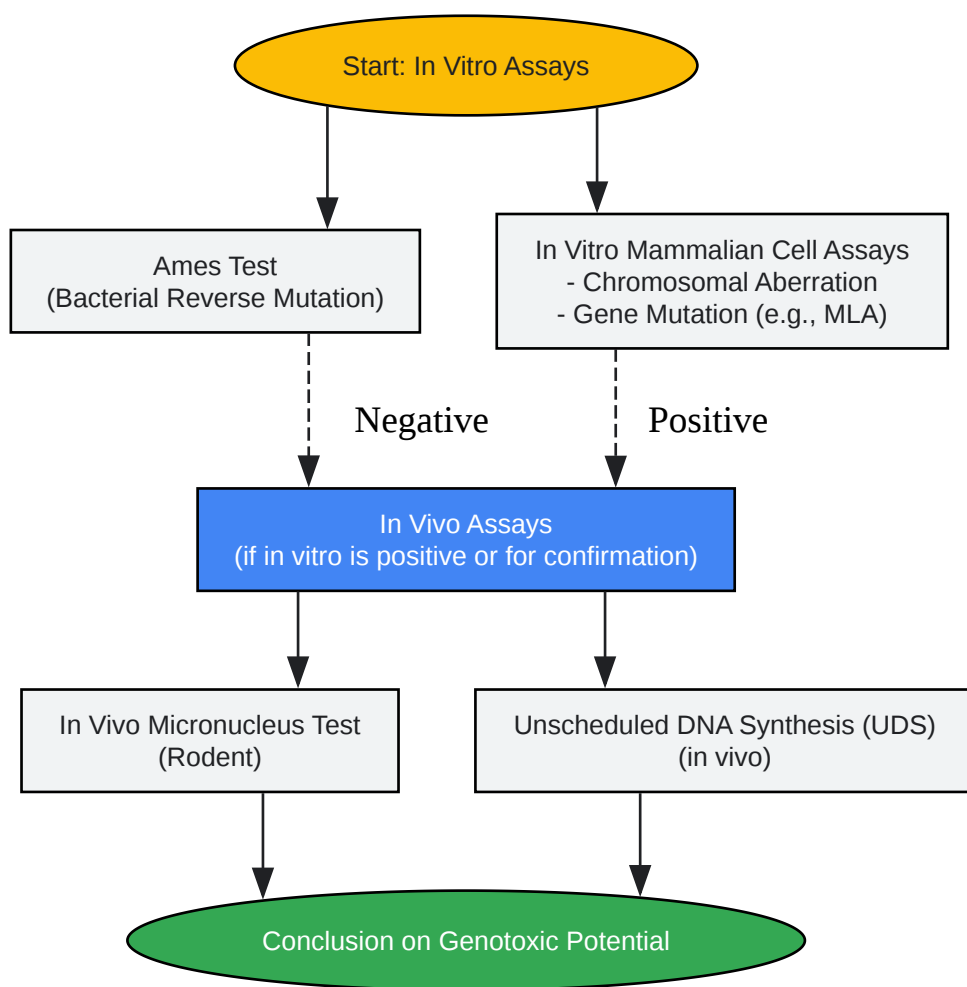 Start: In Vitro Assays
Ames Test
(Bacterial Reverse Mutation)
In Vitro Mammalian Cell Assays
- Chromosomal Aberration
- Gene Mutation (e.g., MLA)
Negative
Positive
In Vivo Assays
(if in vitro is positive or for confirmation)
In Vivo Micronucleus Test
(Rodent)
Unscheduled DNA Synthesis (UDS)
(in vivo)
Conclusion on Genotoxic Potential